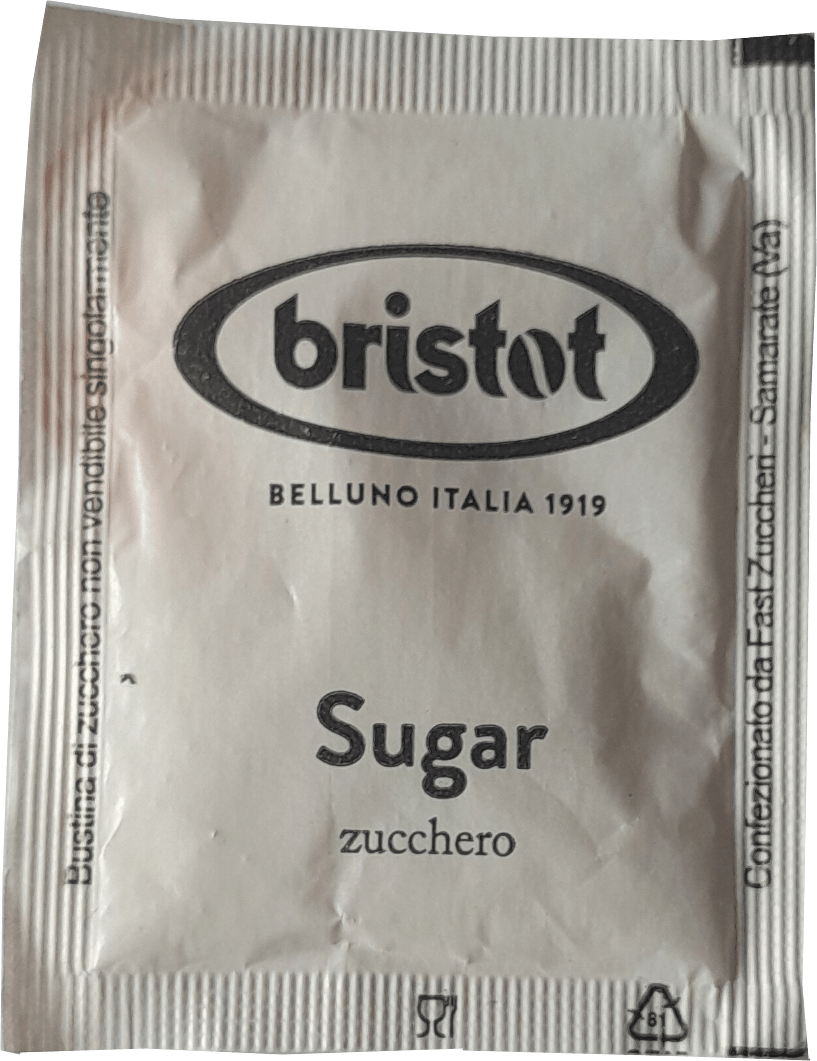 bristot
BELLUNO ITALIA 1919
Sugar
zucchero
Bustina di zucchero non vendibile singolarmente
Confezionato da Fast Zuccheri - Samarate (Va)
81